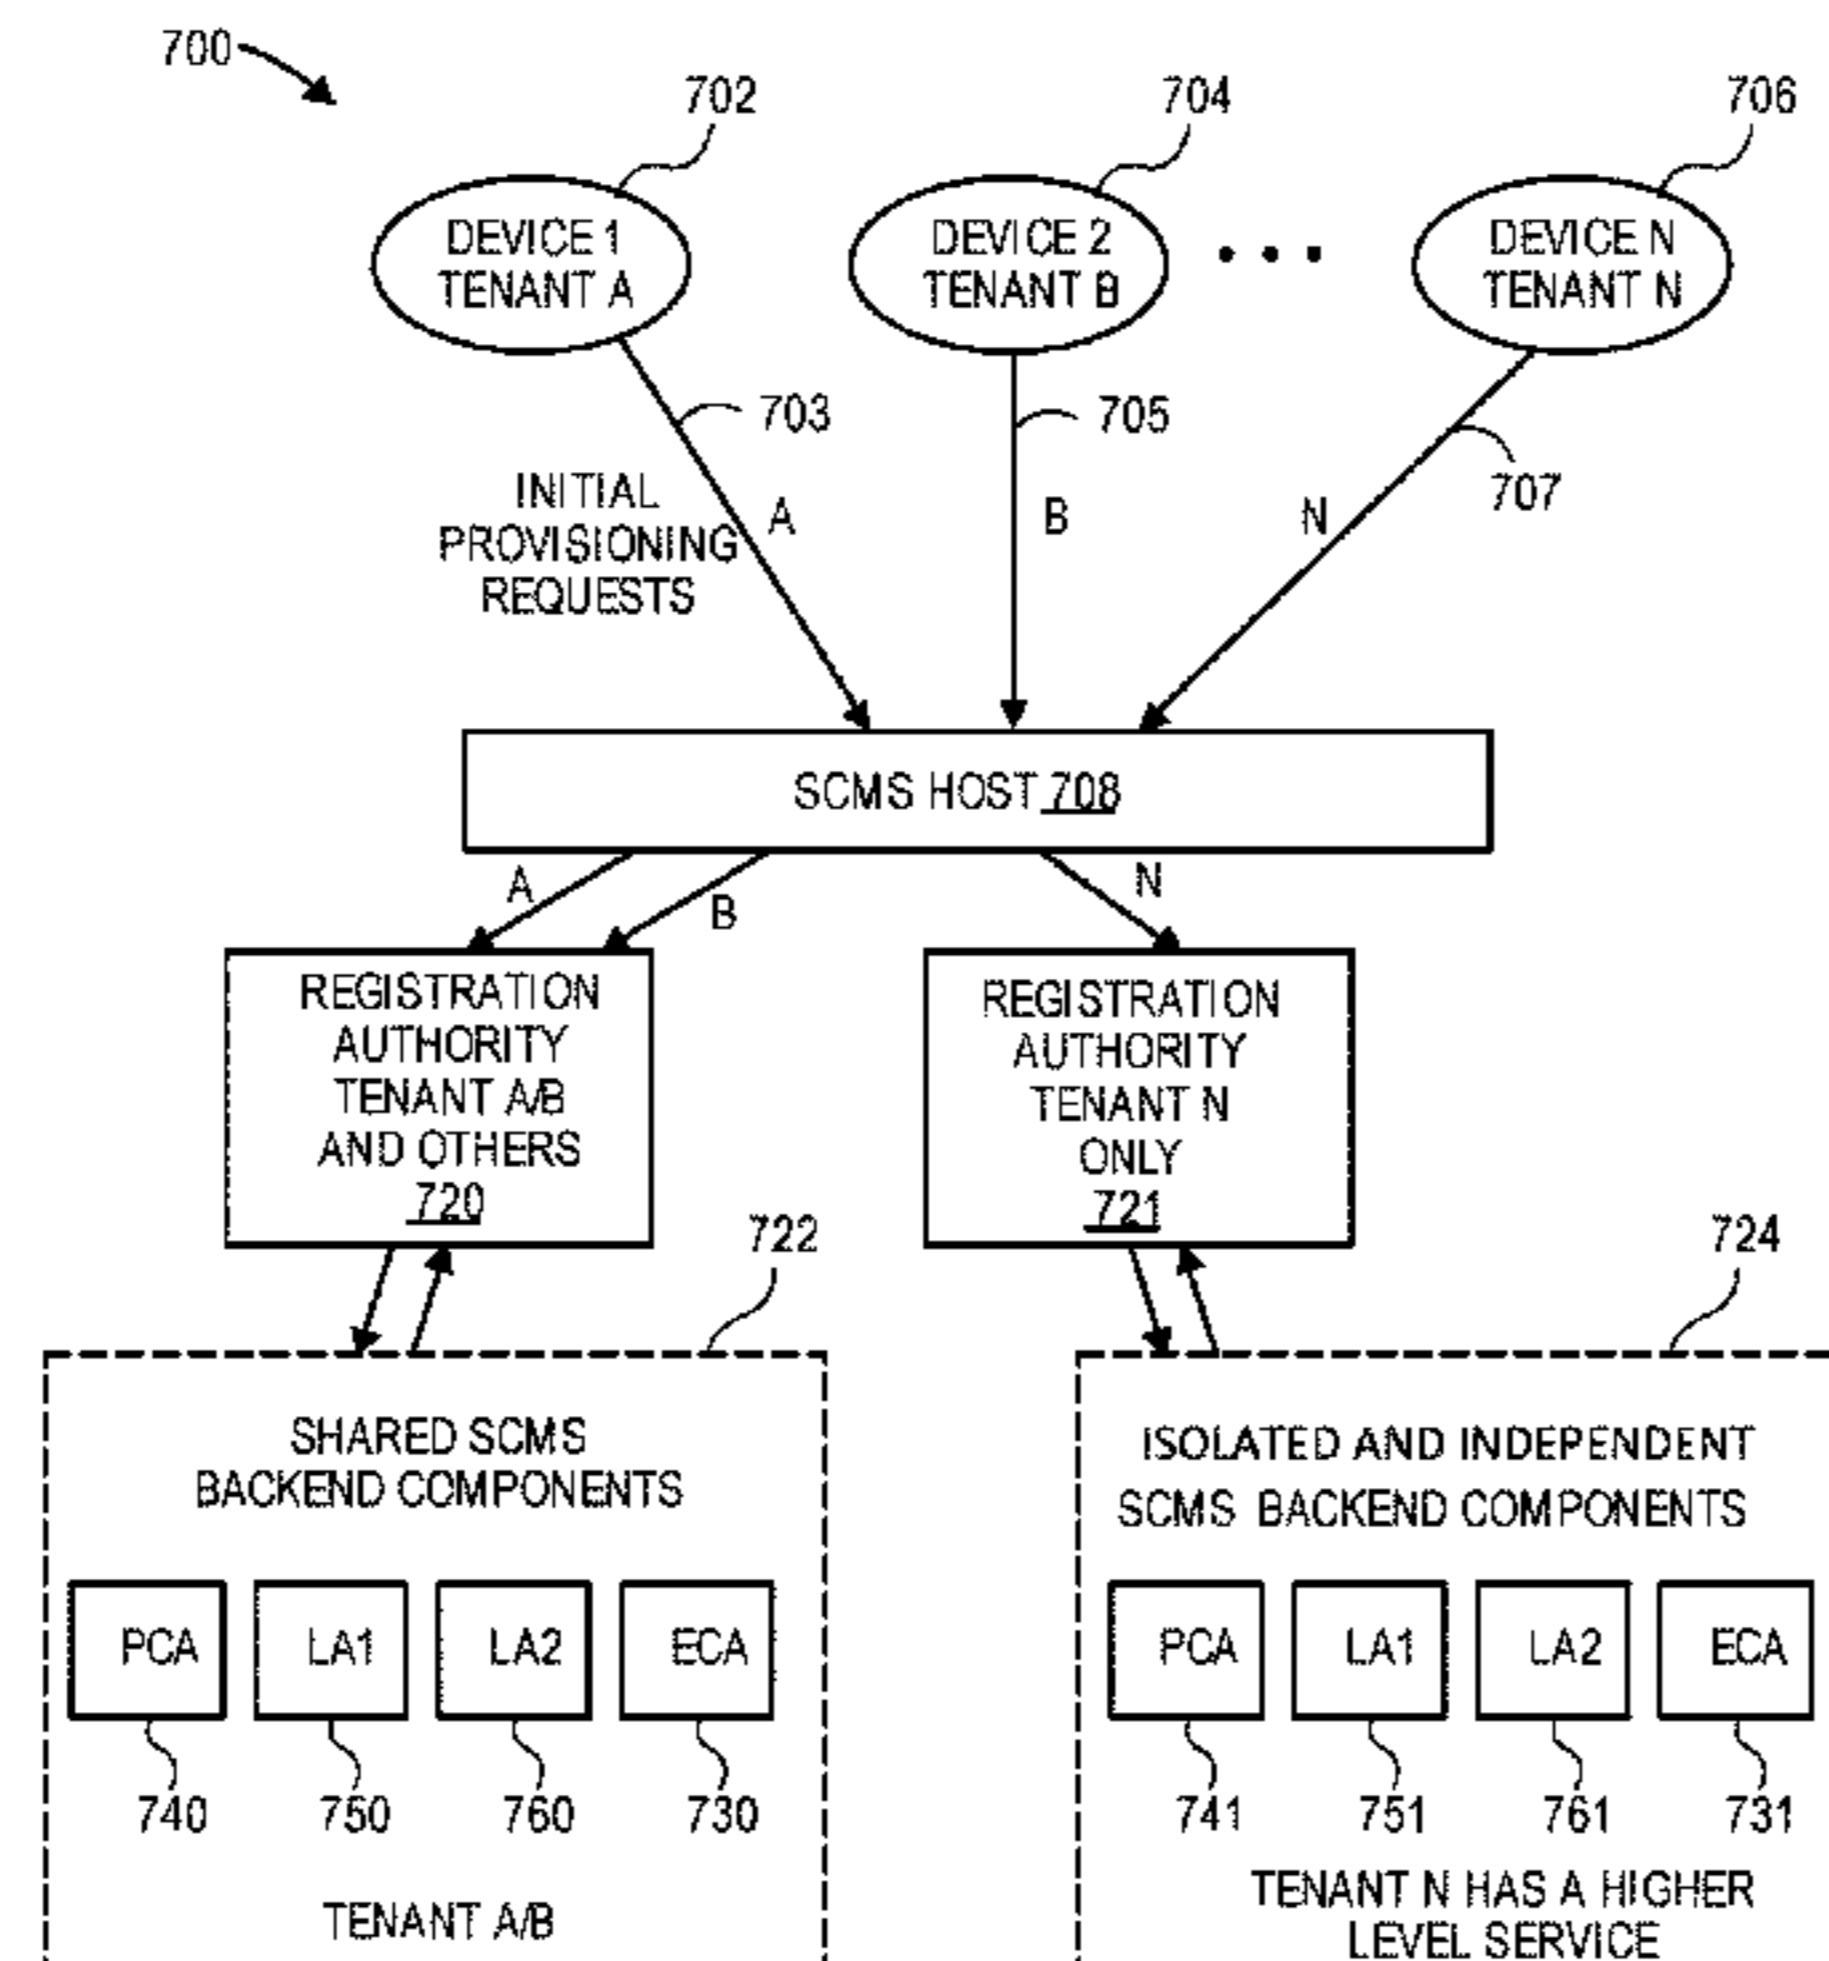 700
702
704
706
DEVICE 1
TENANT A
DEVICE 2
TENANT B
• • •
DEVICE N
TENANT N
703
705
707
INITIAL
PROVISIONING
REQUESTS
A
B
N
SCMS HOST 708
A
B
N
REGISTRATION
AUTHORITY
TENANT A/B
AND OTHERS
720
REGISTRATION
AUTHORITY
TENANT N
ONLY
721
722
724
SHARED SCMS
BACKEND COMPONENTS
PCA
LA1
LA2
ECA
740
750
760
730
TENANT A/B
ISOLATED AND INDEPENDENT
SCMS BACKEND COMPONENTS
PCA
LA1
LA2
ECA
741
751
761
731
TENANT N HAS A HIGHER
LEVEL SERVICE